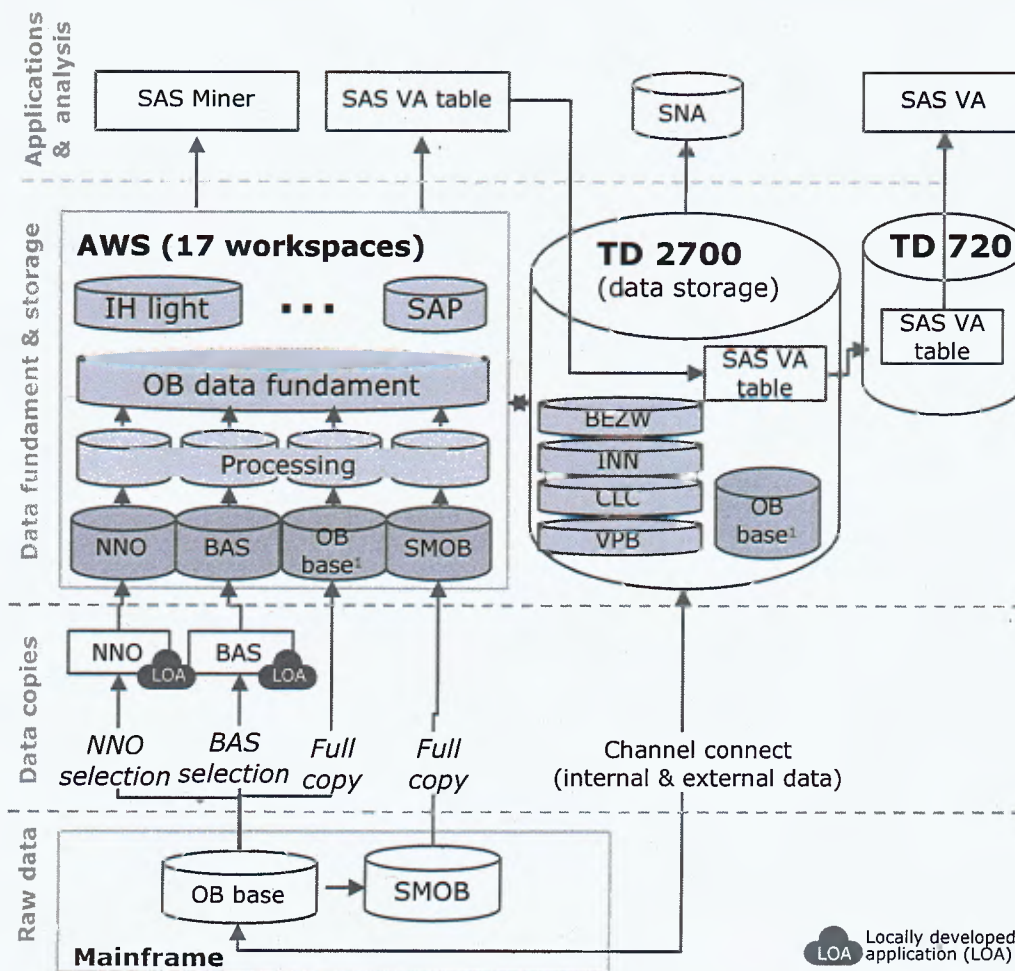 Applications
& analysis
SAS Miner
SAS VA table
SNA
SAS VA
Data fundament & storage
AWS (17 workspaces)
IH light
...
SAP
OB data fundament
Processing
NNO
BAS
OB
base¹
SMOB
TD 2700
(data storage)
SAS VA
table
BEZW
INN
CLC
VPB
OB
base¹
TD 720
SAS VA
table
Data copies
NNO
LOA
BAS
LOA
NNO
selection
BAS
selection
Full
copy
Full
copy
Channel connect
(internal & external data)
Raw data
OB base
SMOB
Mainframe
LOA
Locally developed
application (LOA)